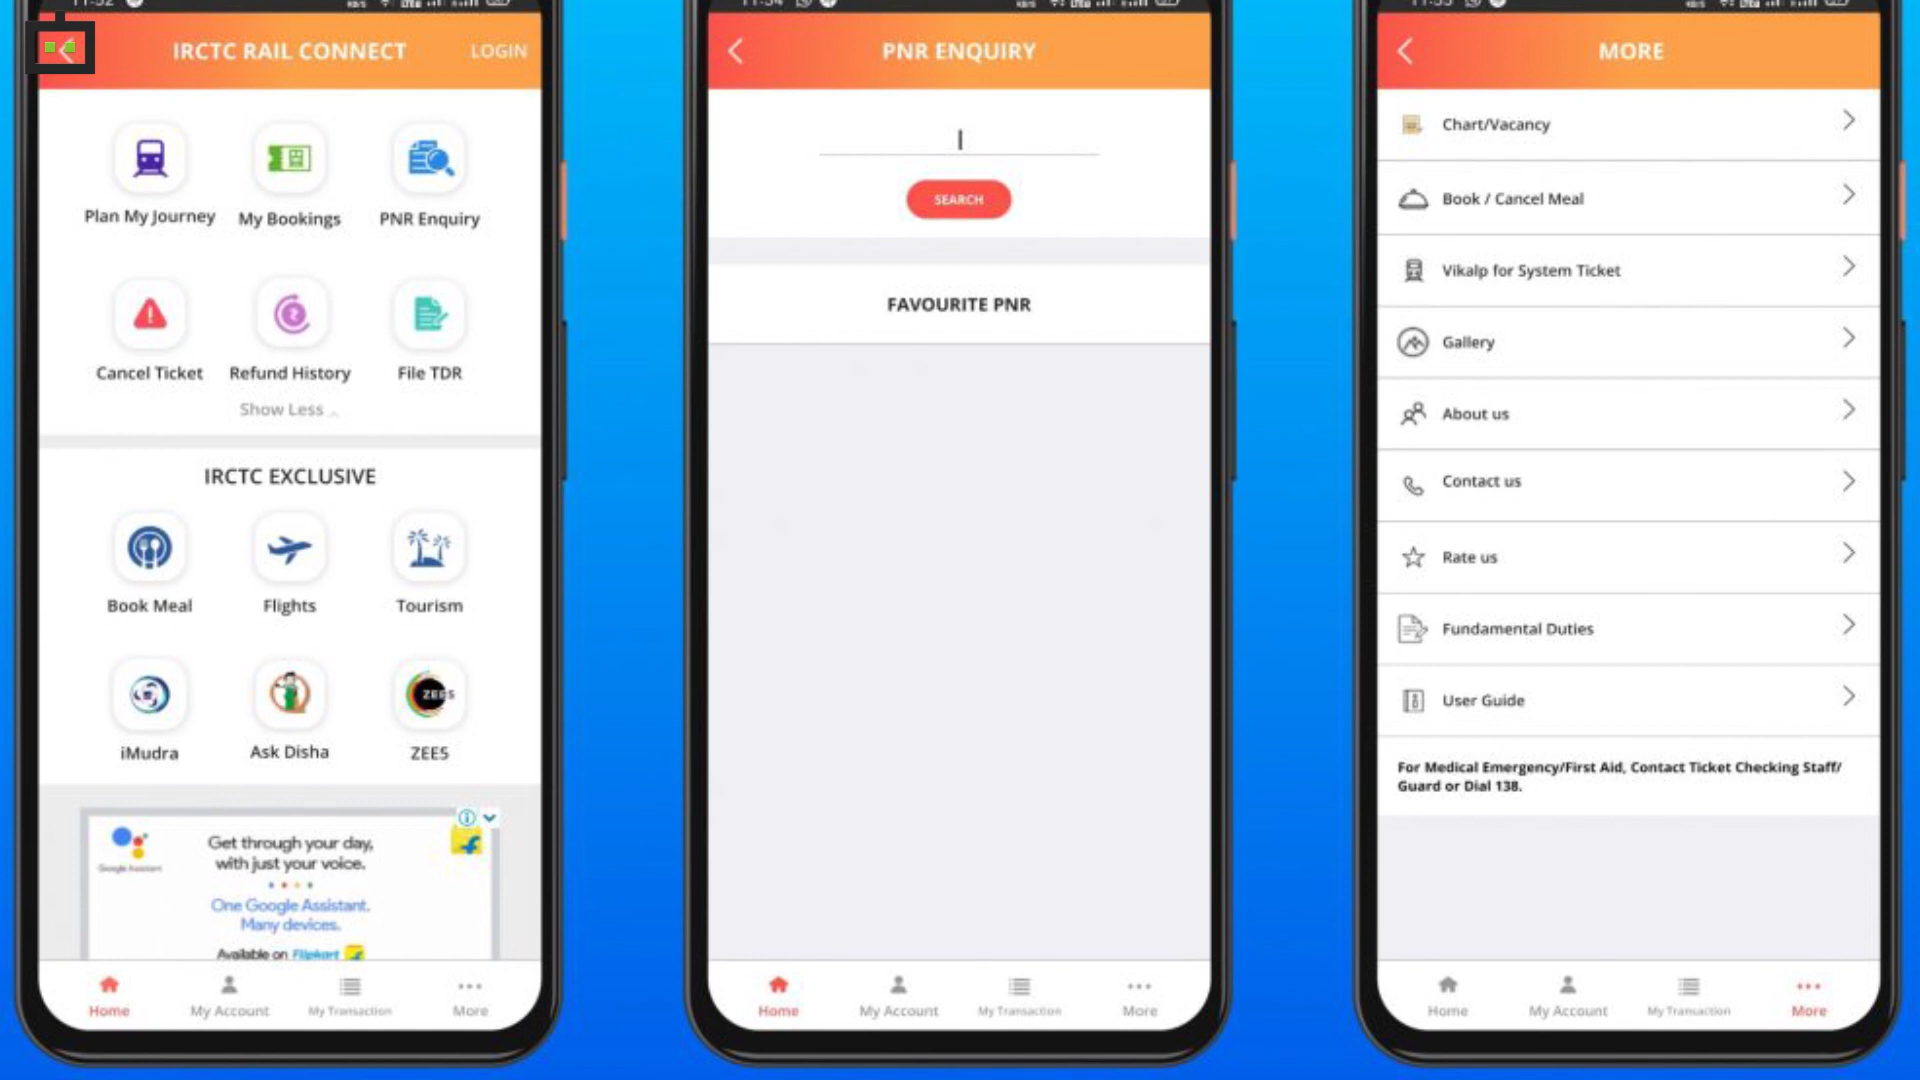 IRCTC RAIL CONNECT
LOGIN
Plan My Journey
My Bookings
PNR Enquiry
Cancel Ticket
Refund History
File TDR
Show Less
IRCTC EXCLUSIVE
Book Meal
Flights
Tourism
ZEE5
iMudra
Ask Disha
ZEE5
Get through your day,
with just your voice.
Google Assistant
One Google Assistant.
Many devices.
Available on Flipkart
Home
My Account
My Transaction
More
PNR ENQUIRY
SEARCH
FAVOURITE PNR
Home
My Account
My Transaction
More
MORE
Chart/Vacancy
Book / Cancel Meal
Vikalp for System Ticket
Gallery
About us
Contact us
Rate us
Fundamental Duties
User Guide
For Medical Emergency/First Aid, Contact Ticket Checking Staff/
Guard or Dial 138.
Home
My Account
My Transaction
More